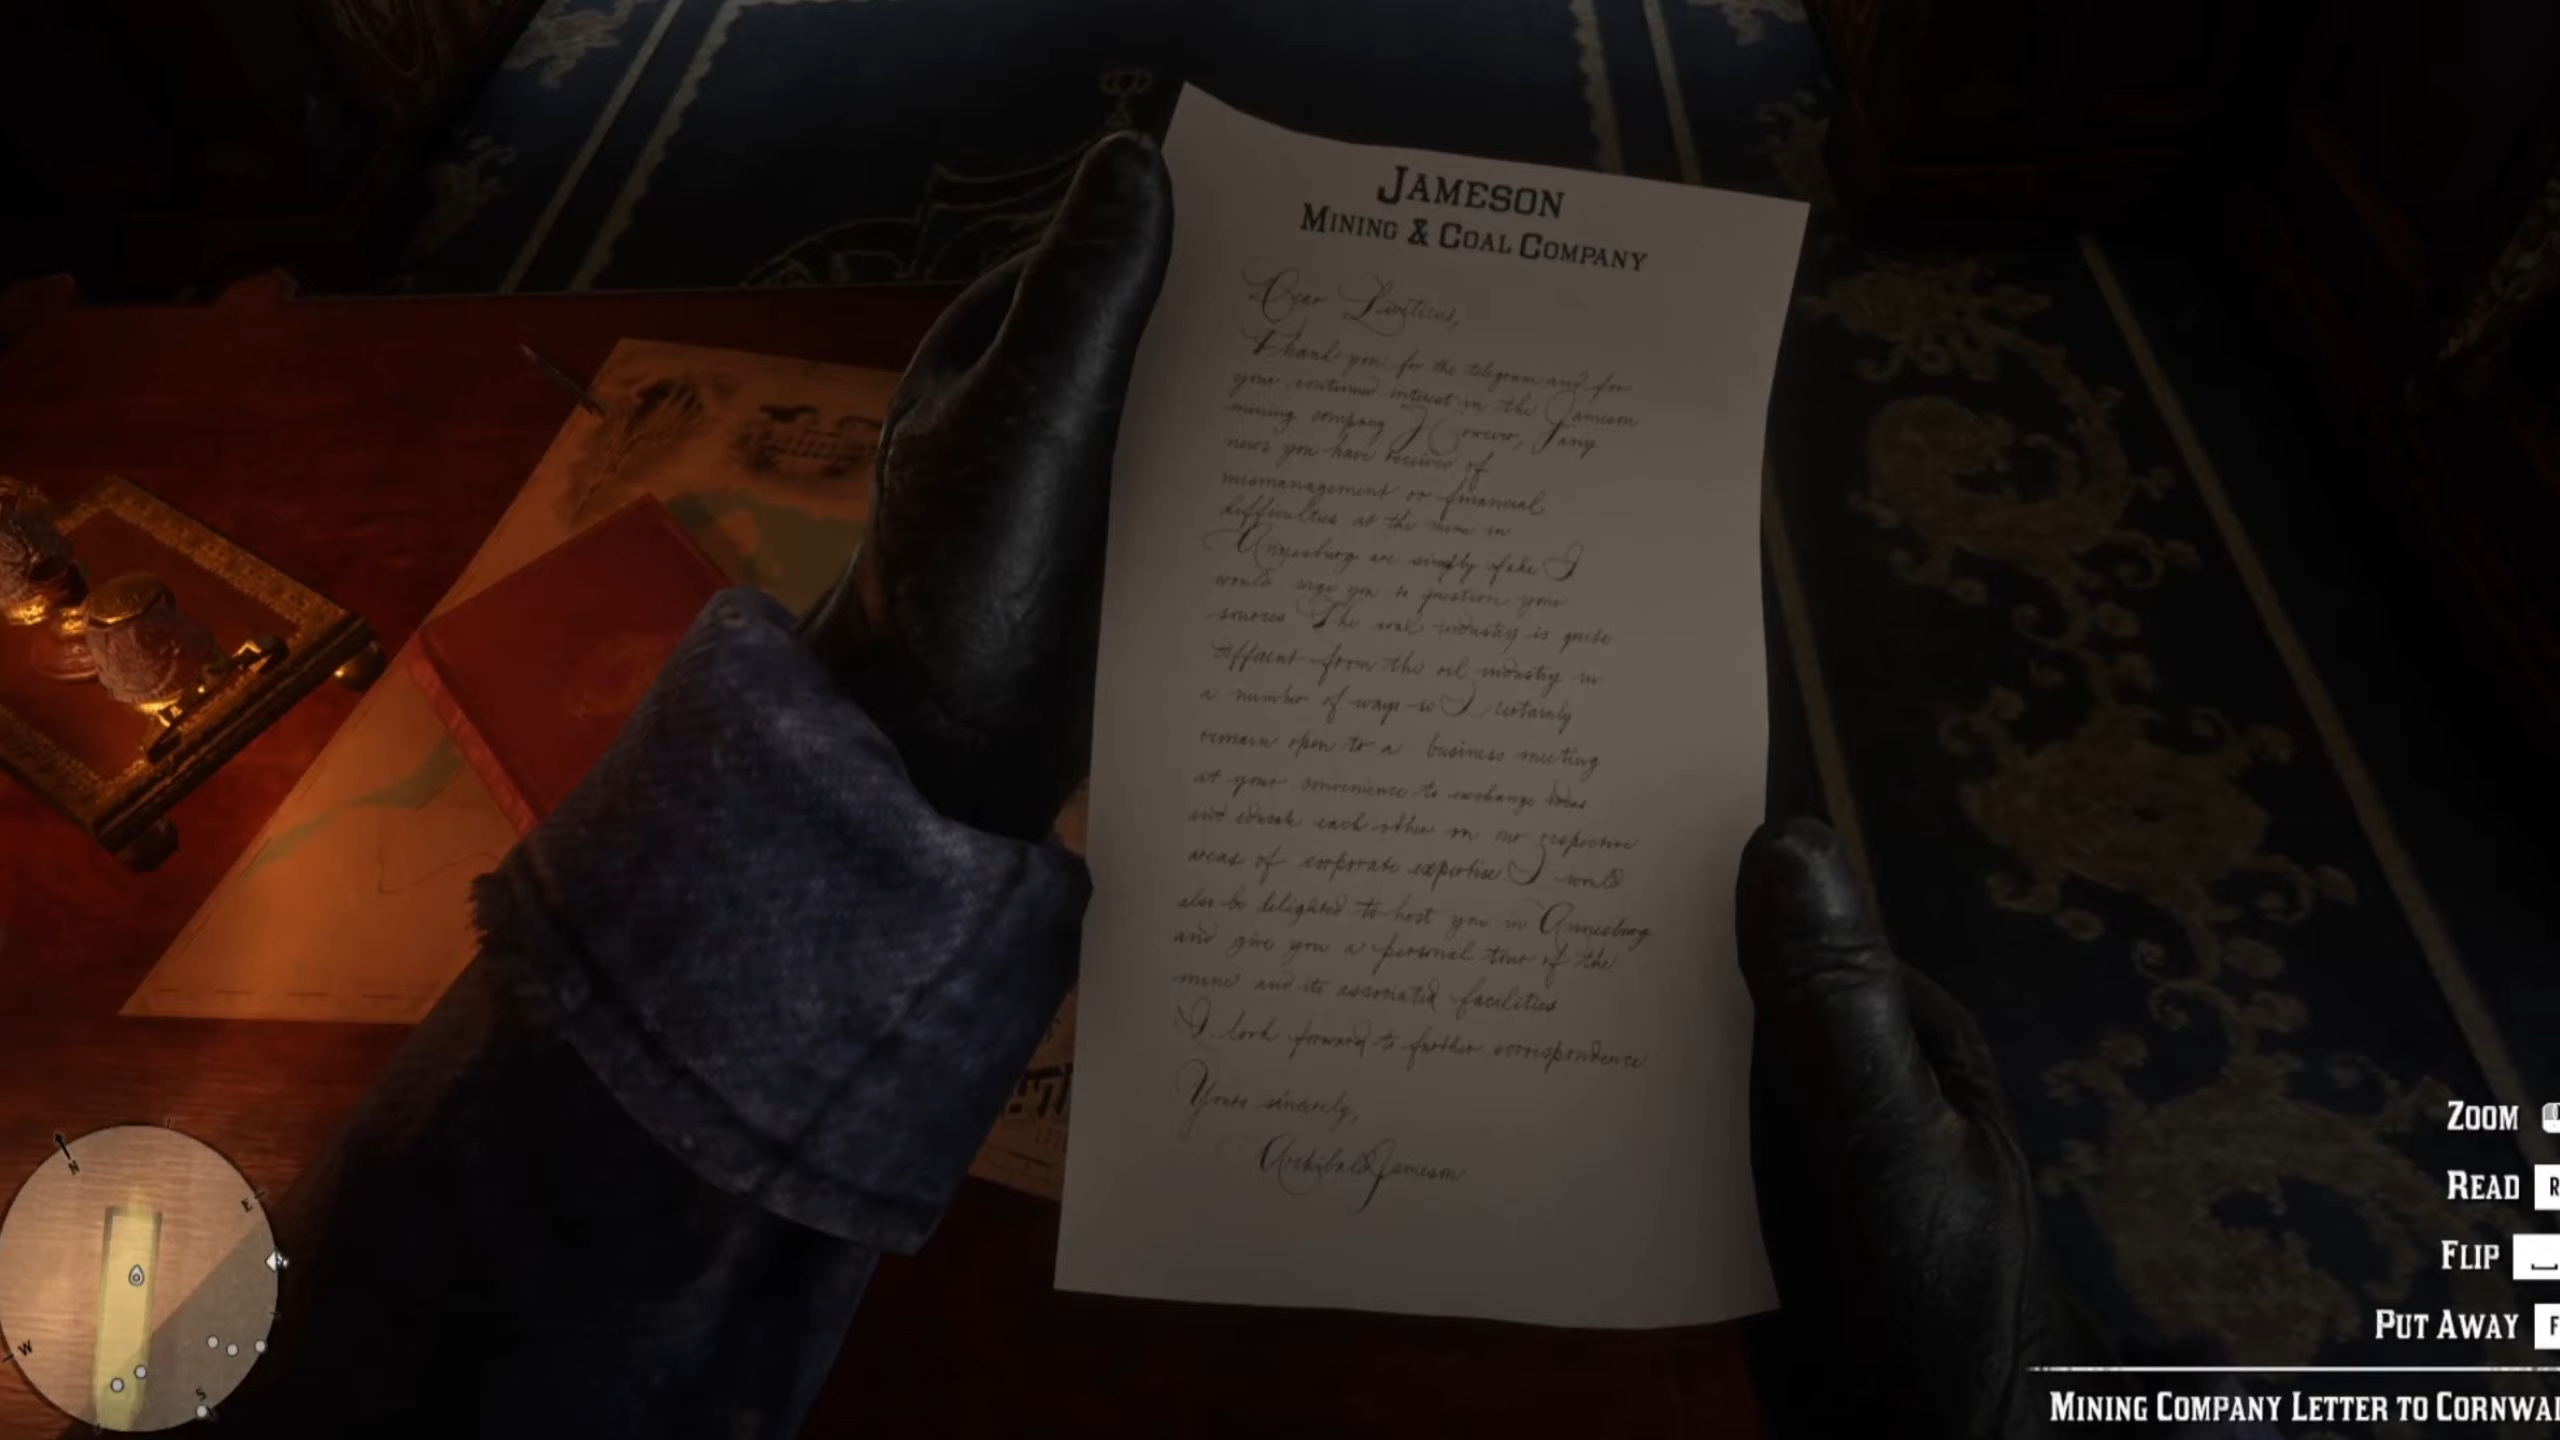 JAMESON
MINING & COAL COMPANY
Dear Leviticus,
Thank you for the telegram and for
your continued interest in the Jameson
mining company However, I any
news you have received of
mismanagement or financial
difficulties at the mine in
Annesburg are simply fake I
would urge you to question your
sources The coal industry is quite
different from the oil industry in
a number of ways so I certainly
remain open to a business meeting
at your convenience to exchange ideas
and educate each other on our respective
areas of corporate expertise I would
also be delighted to host you in Annesburg
and give you a personal tour of the
mine and its associated facilities
I look forward to further correspondence
Yours sincerely,
Archibald Jameson
N
E
W
S
ZOOM
READ R
FLIP
PUT AWAY F
MINING COMPANY LETTER TO CORNWAL